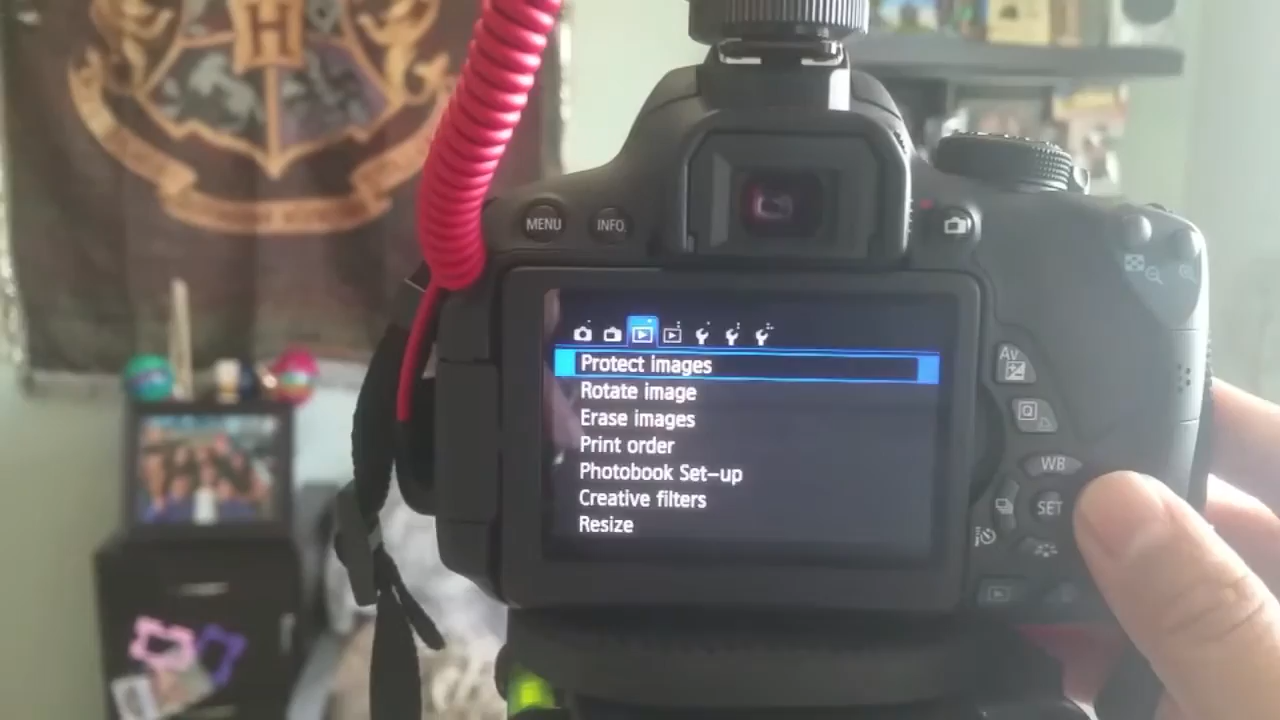 H
MENU
INFO.
Protect images
Rotate image
Erase images
Print order
Photobook Set-up
Creative filters
Resize
Av
Q
WB
SET